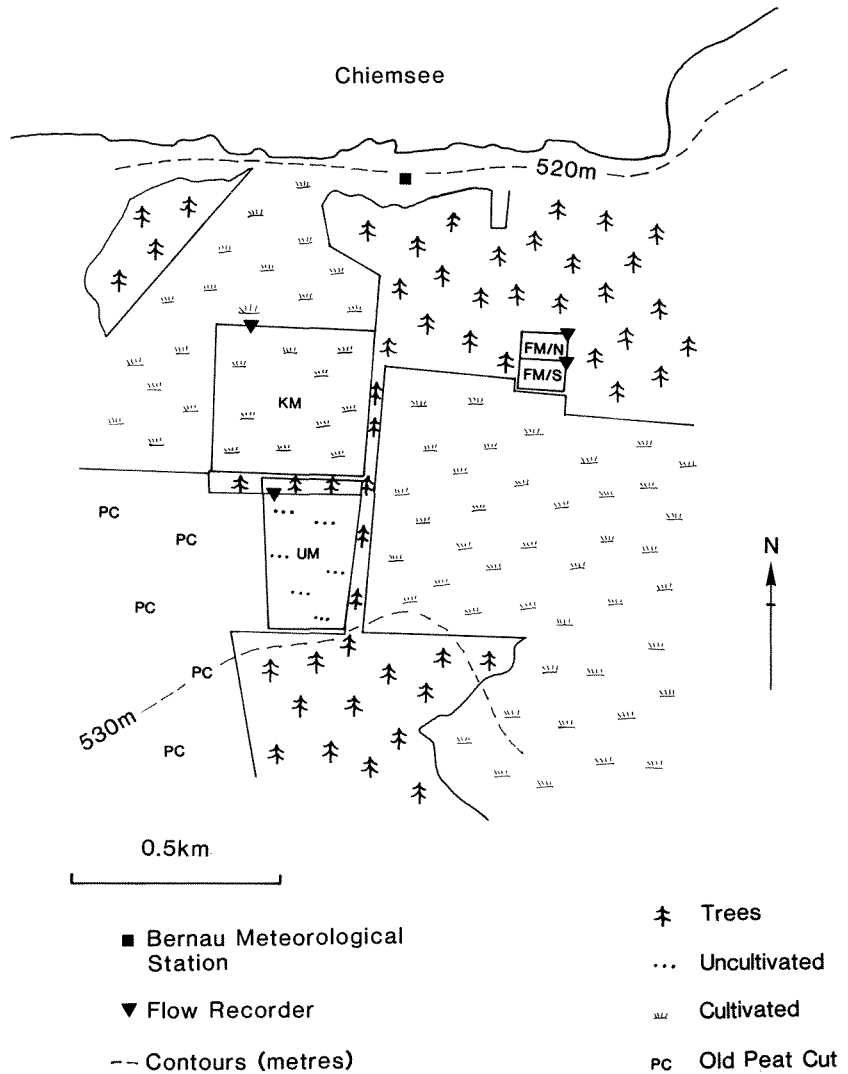 Chiemsee
520m
FM/N
FM/S
KM
PC
PC
UM
PC
N
PC
530m
PC
0.5km
Bernau Meteorological
Station
Flow Recorder
Contours (metres)
Trees
Uncultivated
Cultivated
PC Old Peat Cut